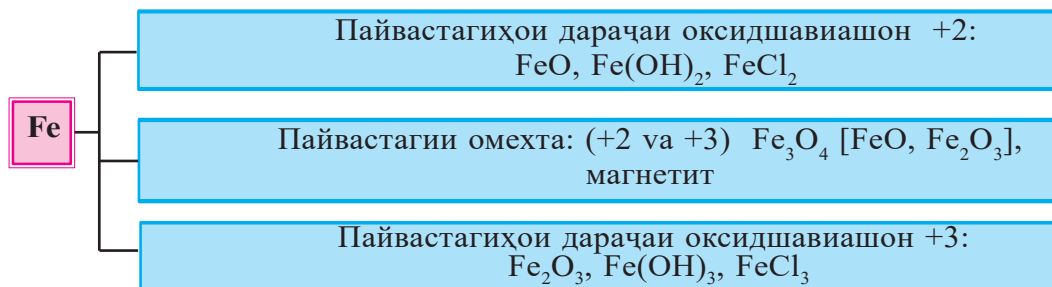 Пайвастагиҳои дараҷаи оксидшавиашон +2:
FeO, Fe(OH)₂, FeCl₂
Fe
Пайвастагии омехта: (+2 va +3) Fe₃O₄ [FeO, Fe₂O₃],
магнетит
Пайвастагиҳои дараҷаи оксидшавиашон +3:
Fe₂O₃, Fe(OH)₃, FeCl₃